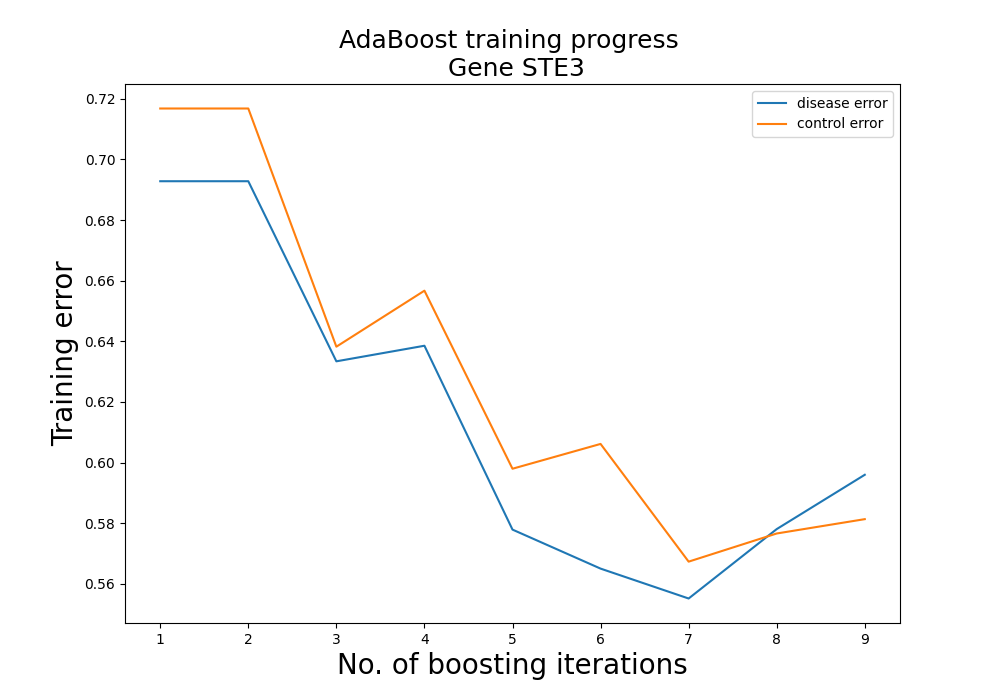 AdaBoost training progress
Gene STE3
disease error
control error
Training error
0.72
0.70
0.68
0.66
0.64
0.62
0.60
0.58
0.56
1 2 3 4 5 6 7 8 9
No. of boosting iterations